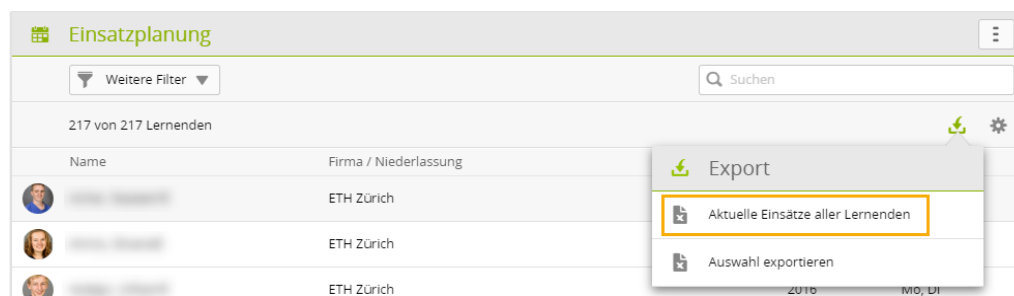 Einsatzplanung
Weitere Filter
Suchen
217 von 217 Lernenden
Name Firma / Niederlassung
Export
ETH Zürich
Aktuelle Einsätze aller Lernenden
ETH Zürich
Auswahl exportieren
ETH Zürich 2016 Mo, Di